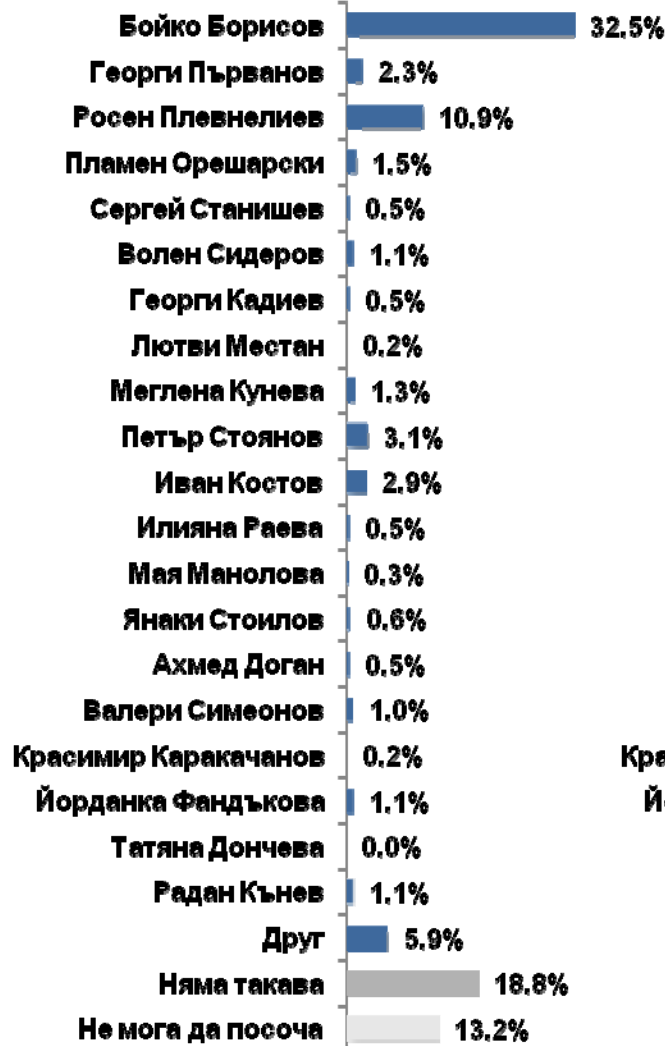 Бойко Борисов 32.5%
Георги Първанов 2.3%
Росен Плевнелиев 10.9%
Пламен Орешарски 1.5%
Сергей Станишев 0.5%
Волен Сидеров 1.1%
Георги Кадиев 0.5%
Лютви Местан 0.2%
Меглена Кунева 1.3%
Петър Стоянов 3.1%
Иван Костов 2.9%
Илияна Раева 0.5%
Мая Манолова 0.3%
Янаки Стоилов 0.6%
Ахмед Доган 0.5%
Валери Симеонов 1.0%
Красимир Каракачанов 0.2% Кра
Йорданка Фандъкова 1.1% Й
Татяна Дончева 0.0%
Радан Кънев 1.1%
Друг 5.9%
Няма такава 18.8%
Не мога да посоча 13.2%